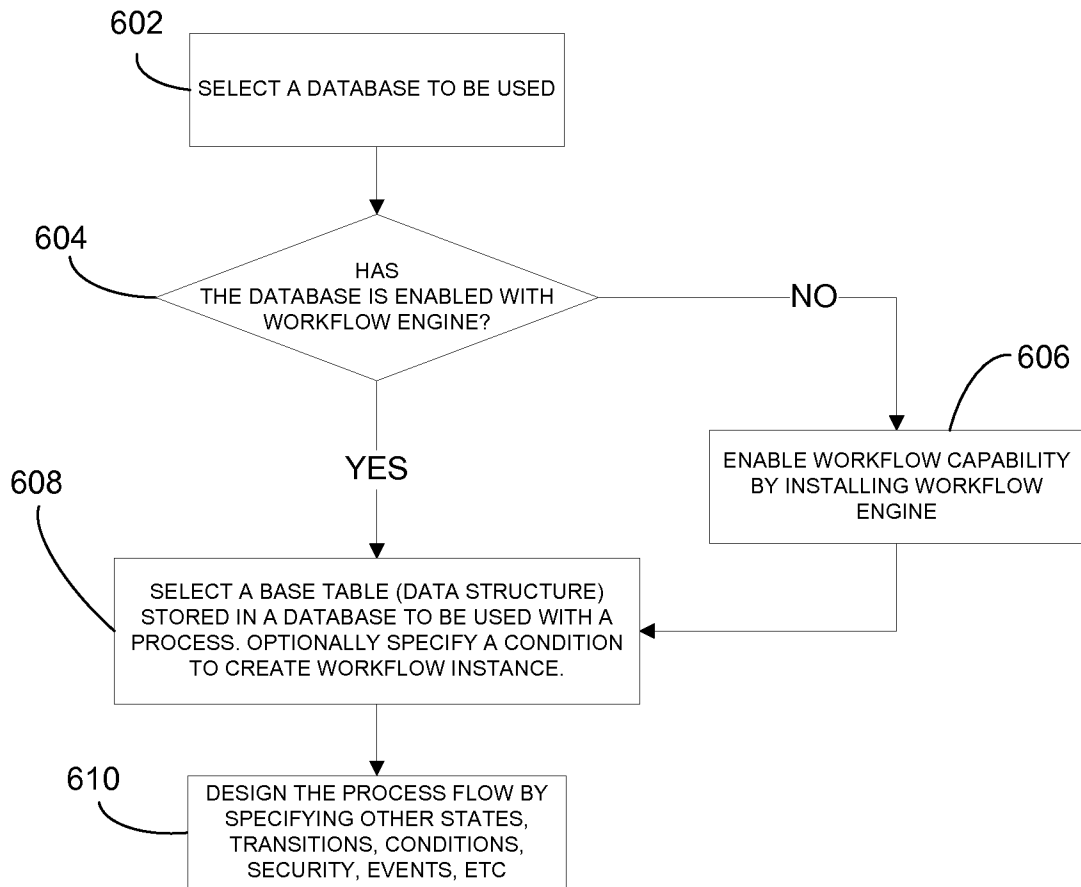 602
SELECT A DATABASE TO BE USED
604
HAS
THE DATABASE IS ENABLED WITH
WORKFLOW ENGINE?
NO
606
ENABLE WORKFLOW CAPABILITY
BY INSTALLING WORKFLOW
ENGINE
YES
608
SELECT A BASE TABLE (DATA STRUCTURE)
STORED IN A DATABASE TO BE USED WITH A
PROCESS. OPTIONALLY SPECIFY A CONDITION
TO CREATE WORKFLOW INSTANCE.
610
DESIGN THE PROCESS FLOW BY
SPECIFYING OTHER STATES,
TRANSITIONS, CONDITIONS,
SECURITY, EVENTS, ETC